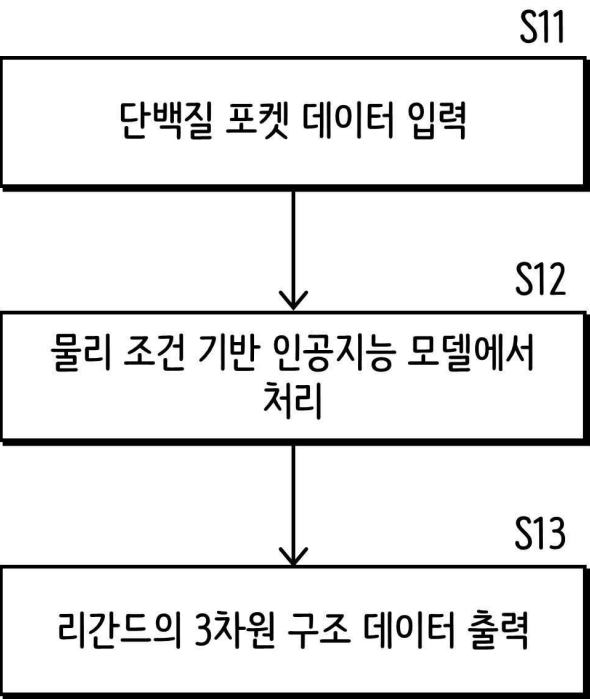 S11
단백질 포켓 데이터 입력
S12
물리 조건 기반 인공지능 모델에서
처리
S13
리간드의 3차원 구조 데이터 출력